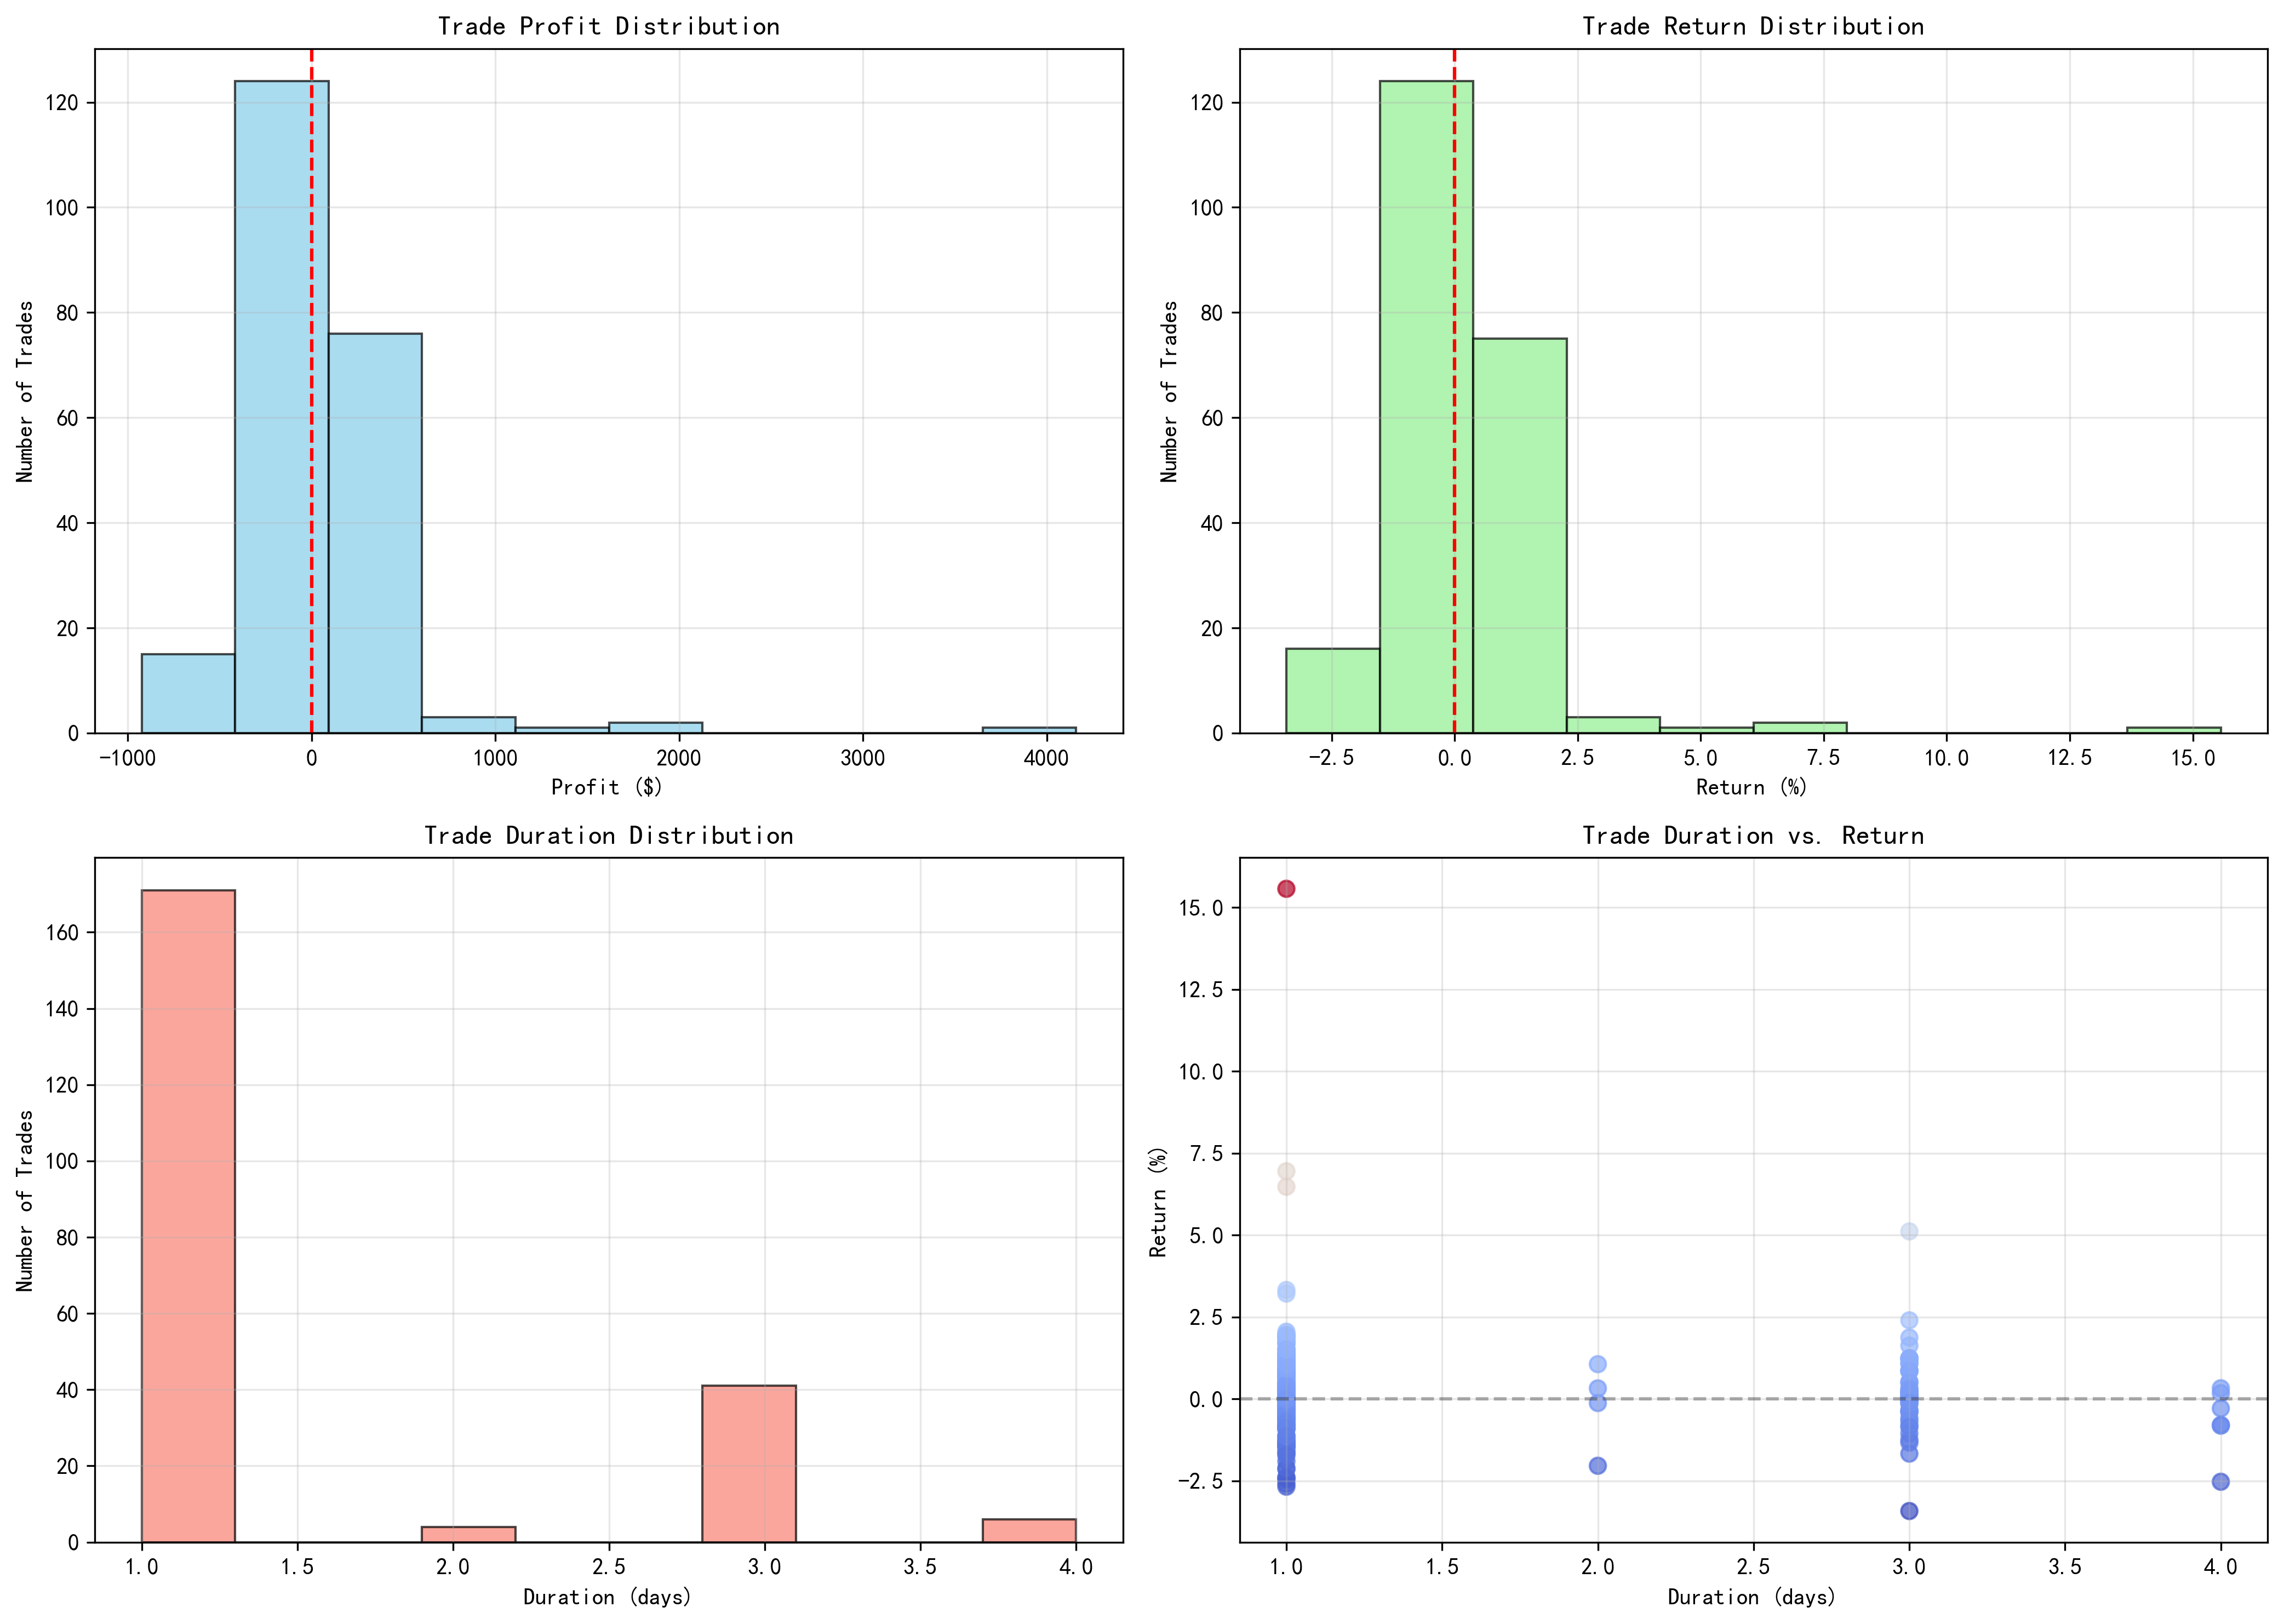 Trade Profit Distribution
Number of Trades
120
100
80
60
40
20
0
−1000 0 1000 2000 3000 4000
Profit ($)
Trade Return Distribution
Number of Trades
120
100
80
60
40
20
0
−2.5 0.0 2.5 5.0 7.5 10.0 12.5 15.0
Return (%)
Trade Duration Distribution
Number of Trades
160
140
120
100
80
60
40
20
0
1.0 1.5 2.0 2.5 3.0 3.5 4.0
Duration (days)
Trade Duration vs. Return
Return (%)
15.0
12.5
10.0
7.5
5.0
2.5
0.0
−2.5
1.0 1.5 2.0 2.5 3.0 3.5 4.0
Duration (days)